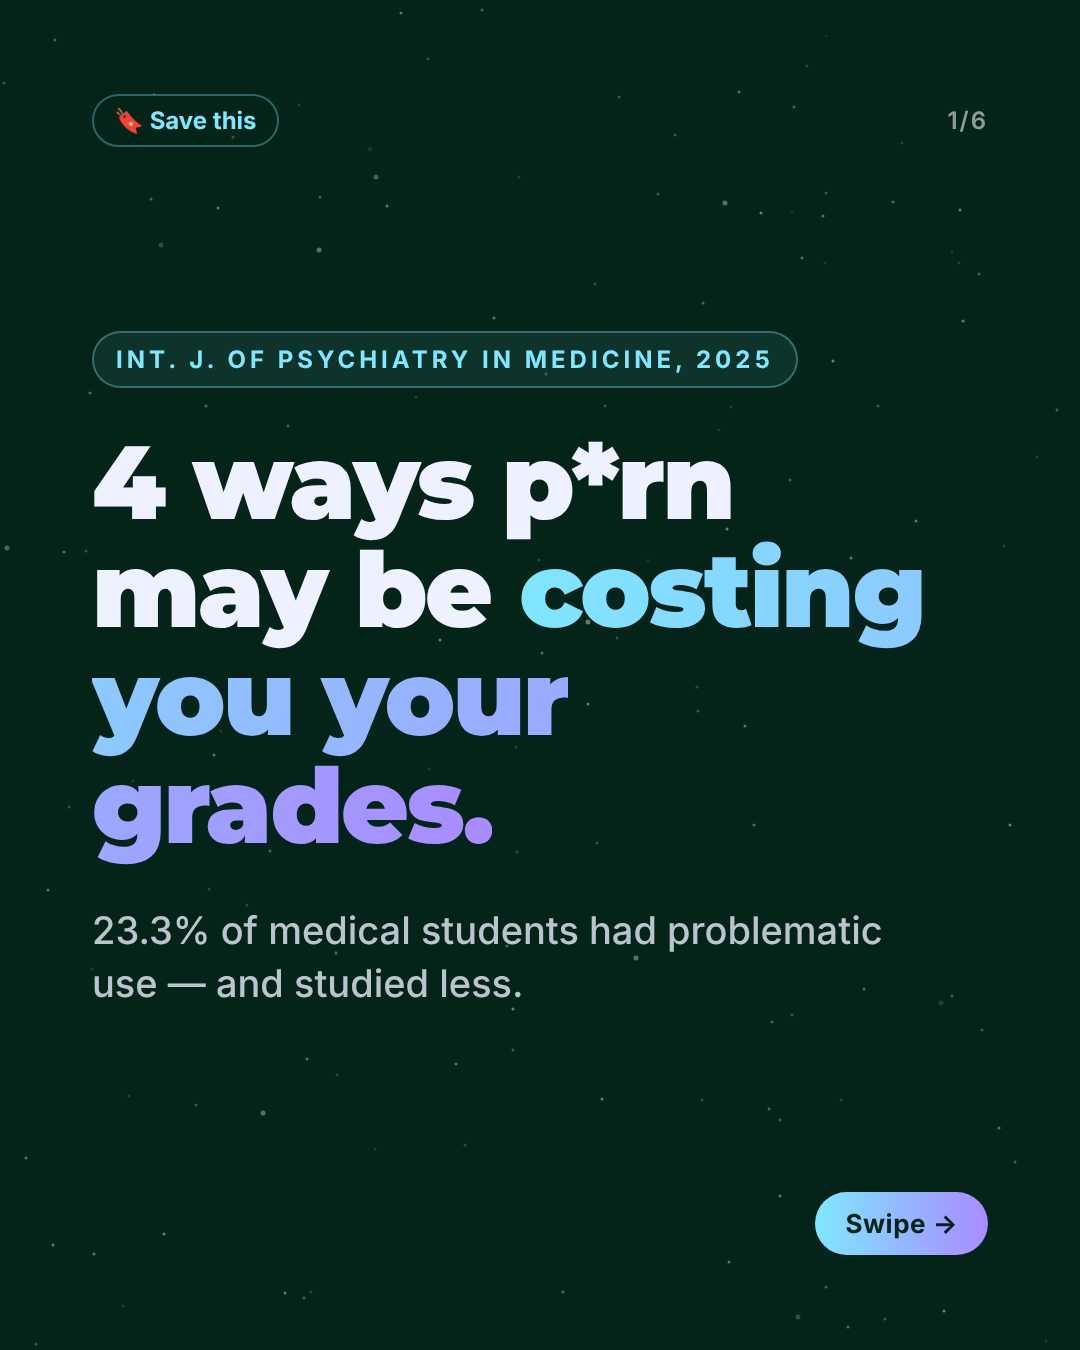 🔖 Save this
1/6
INT. J. OF PSYCHIATRY IN MEDICINE, 2025
4 ways p*rn
may be costing
you your
grades.
23.3% of medical students had problematic
use — and studied less.
Swipe →